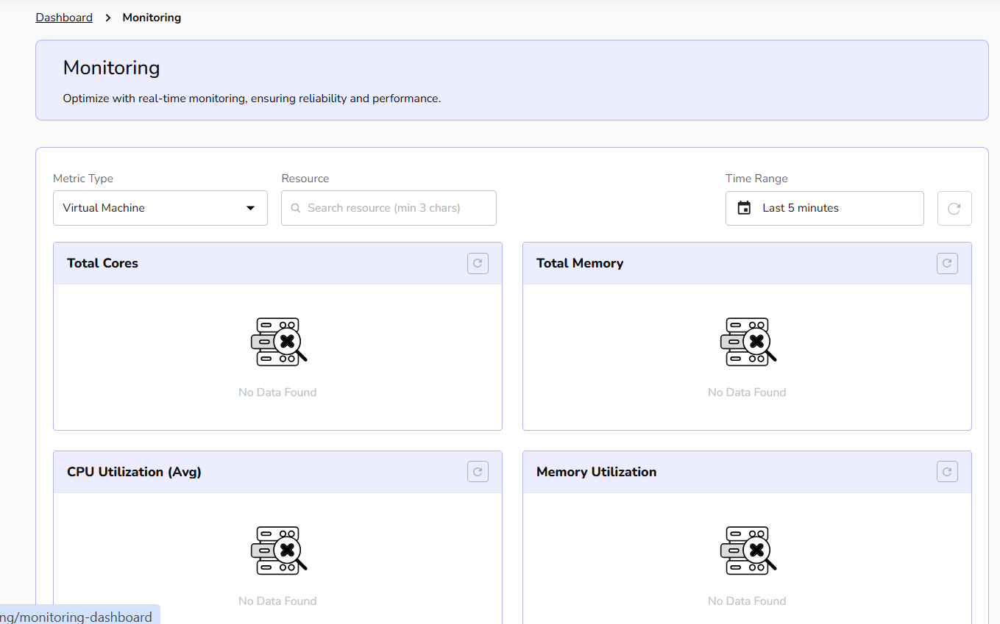 Dashboard > Monitoring
Monitoring
Optimize with real-time monitoring, ensuring reliability and performance.
Metric Type
Resource
Time Range
Virtual Machine
Search resource (min 3 chars)
Last 5 minutes
Total Cores
Total Memory
No Data Found
No Data Found
CPU Utilization (Avg)
Memory Utilization
No Data Found
No Data Found
ng/monitoring-dashboard